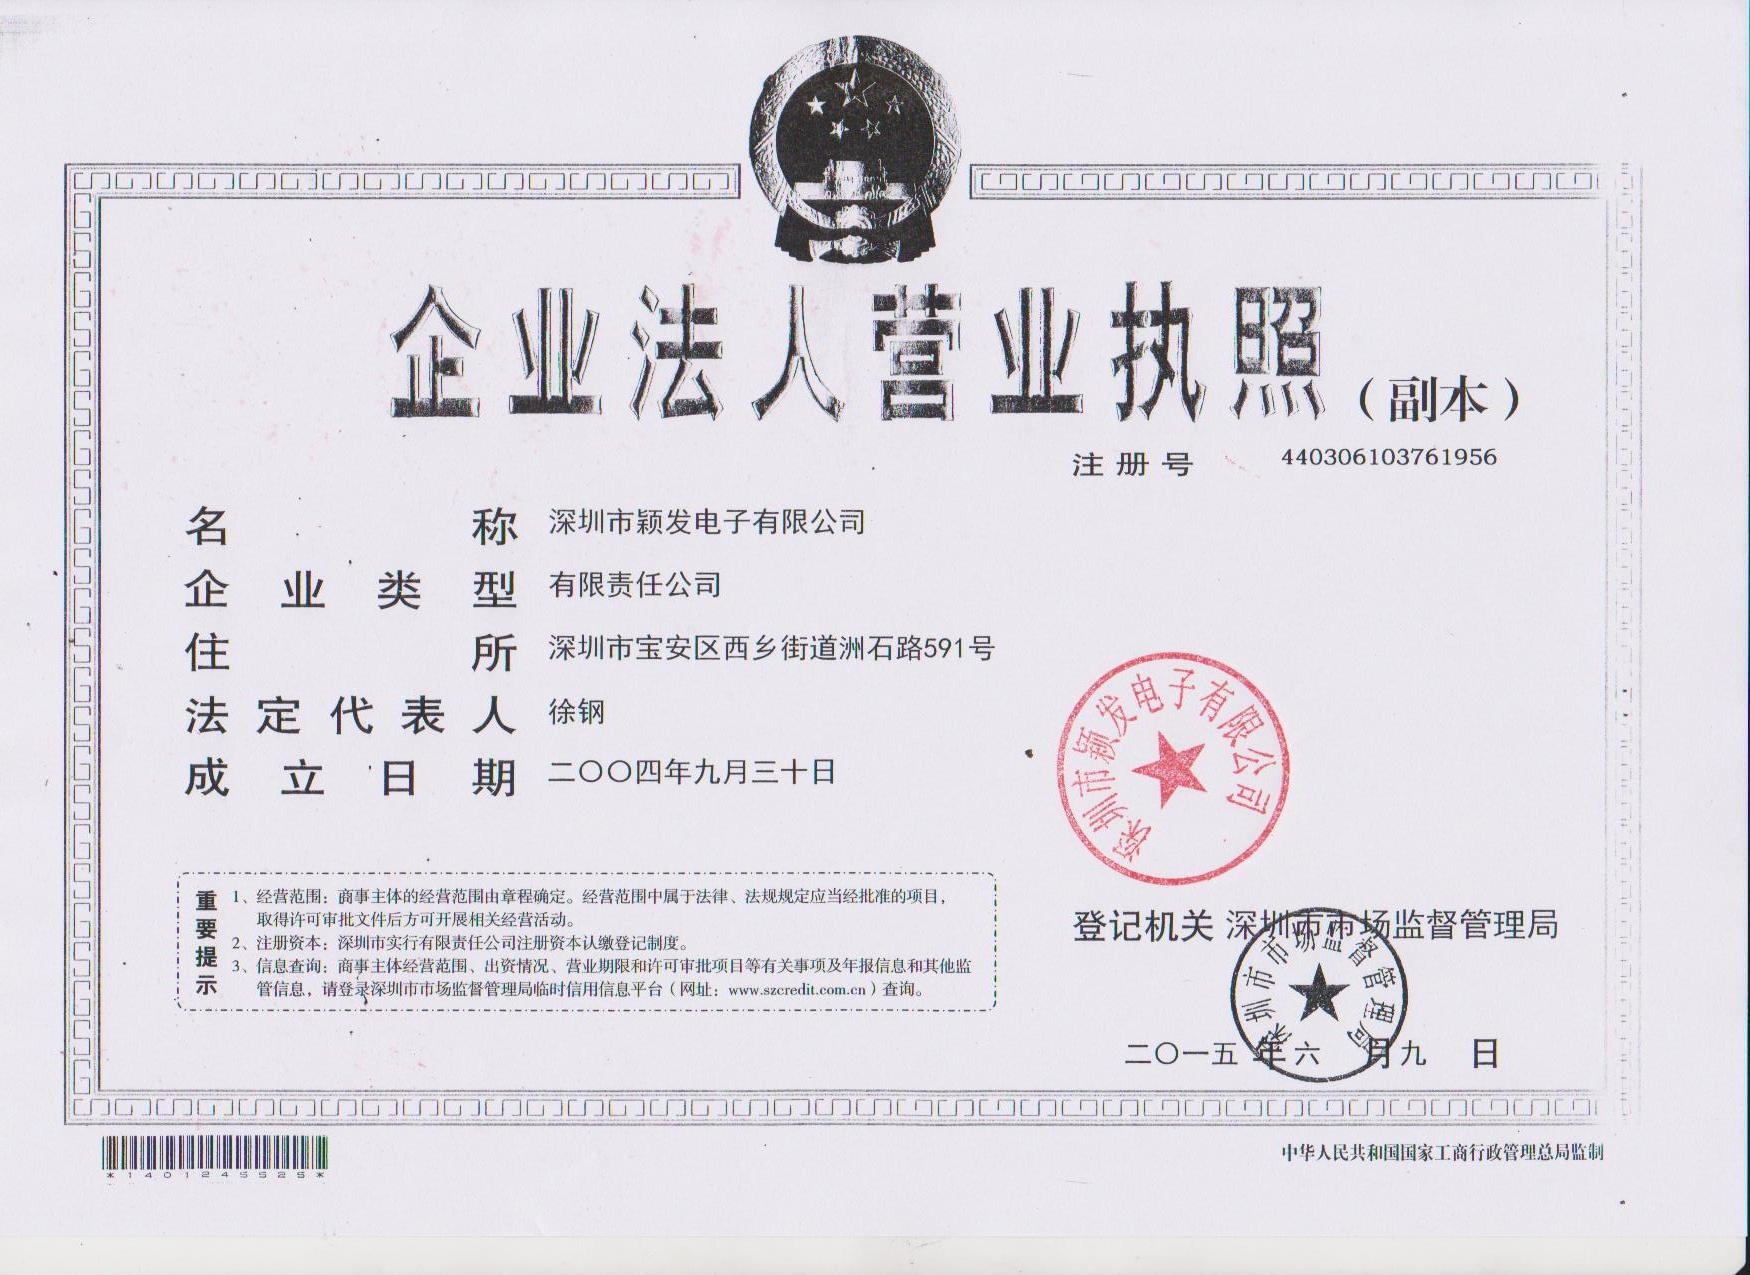 企业法人营业执照（副本）
注册号 440306103761956
名称 深圳市颖发电子有限公司
企业类型 有限责任公司
住所 深圳市宝安区西乡街道洲石路591号
法定代表人 徐钢
成立日期 二〇〇四年九月三十日
深圳市颖发电子有限公司
重要提示
1、经营范围：商事主体的经营范围由章程确定。经营范围中属于法律、法规规定应当经批准的项目，
取得许可审批文件后方可开展相关经营活动。
2、注册资本：深圳市实行有限责任公司注册资本认缴登记制度。
3、信息查询：商事主体经营范围、出资情况、营业期限和许可审批项目等有关事项及年报信息和其他监
管信息，请登录深圳市市场监督管理局临时信用信息平台（网址：www.szcredit.com.cn）查询。
登记机关 深圳市市场监督管理局
深圳市市场监督管理局
二〇一五年六月九日
*1401245525*
中华人民共和国国家工商行政管理总局监制